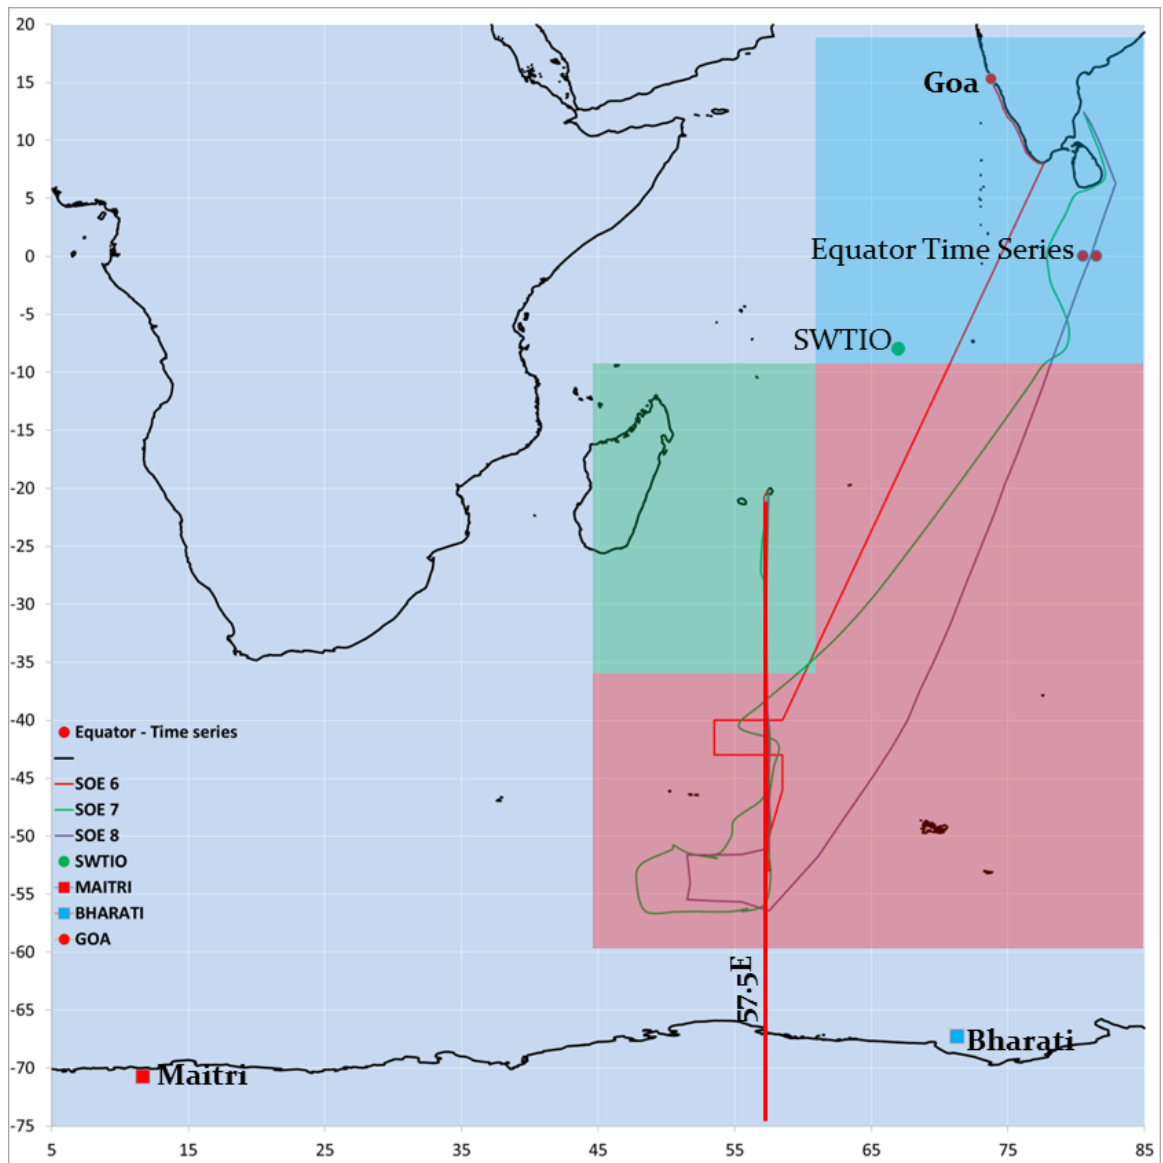 20
15
10
5
0
-5
-10
-15
-20
-25
-30
-35
-40
-45
-50
-55
-60
-65
-70
-75
Goa
Equator Time Series
SWTIO
Equator - Time series
SOE 6
SOE 7
SOE 8
SWTIO
MAITRI
BHARATI
GOA
57.5E
Maitri
Bharati
5
15
25
35
45
55
65
75
85